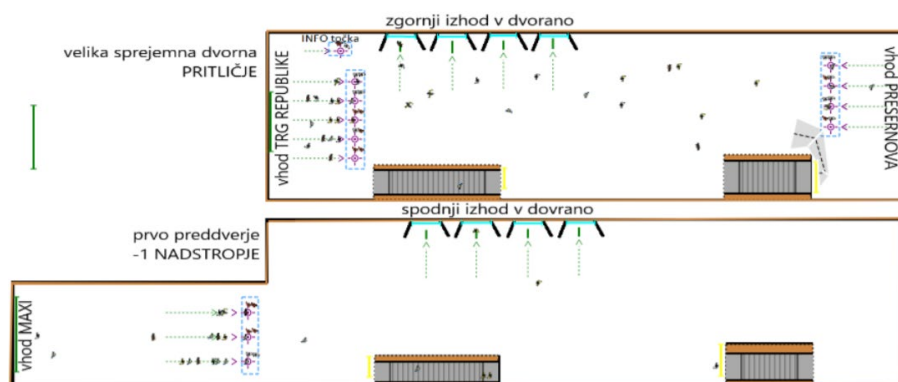 zgornji izhod v dvorano
INFO točka
velika sprejemna dvorna
PRITLIČJE
vhod TRG REPUBLIKE
vhod PRESERNOVA
spodnji izhod v dovrano
prvo preddverje
-1 NADSTROPJE
vhod MAXI